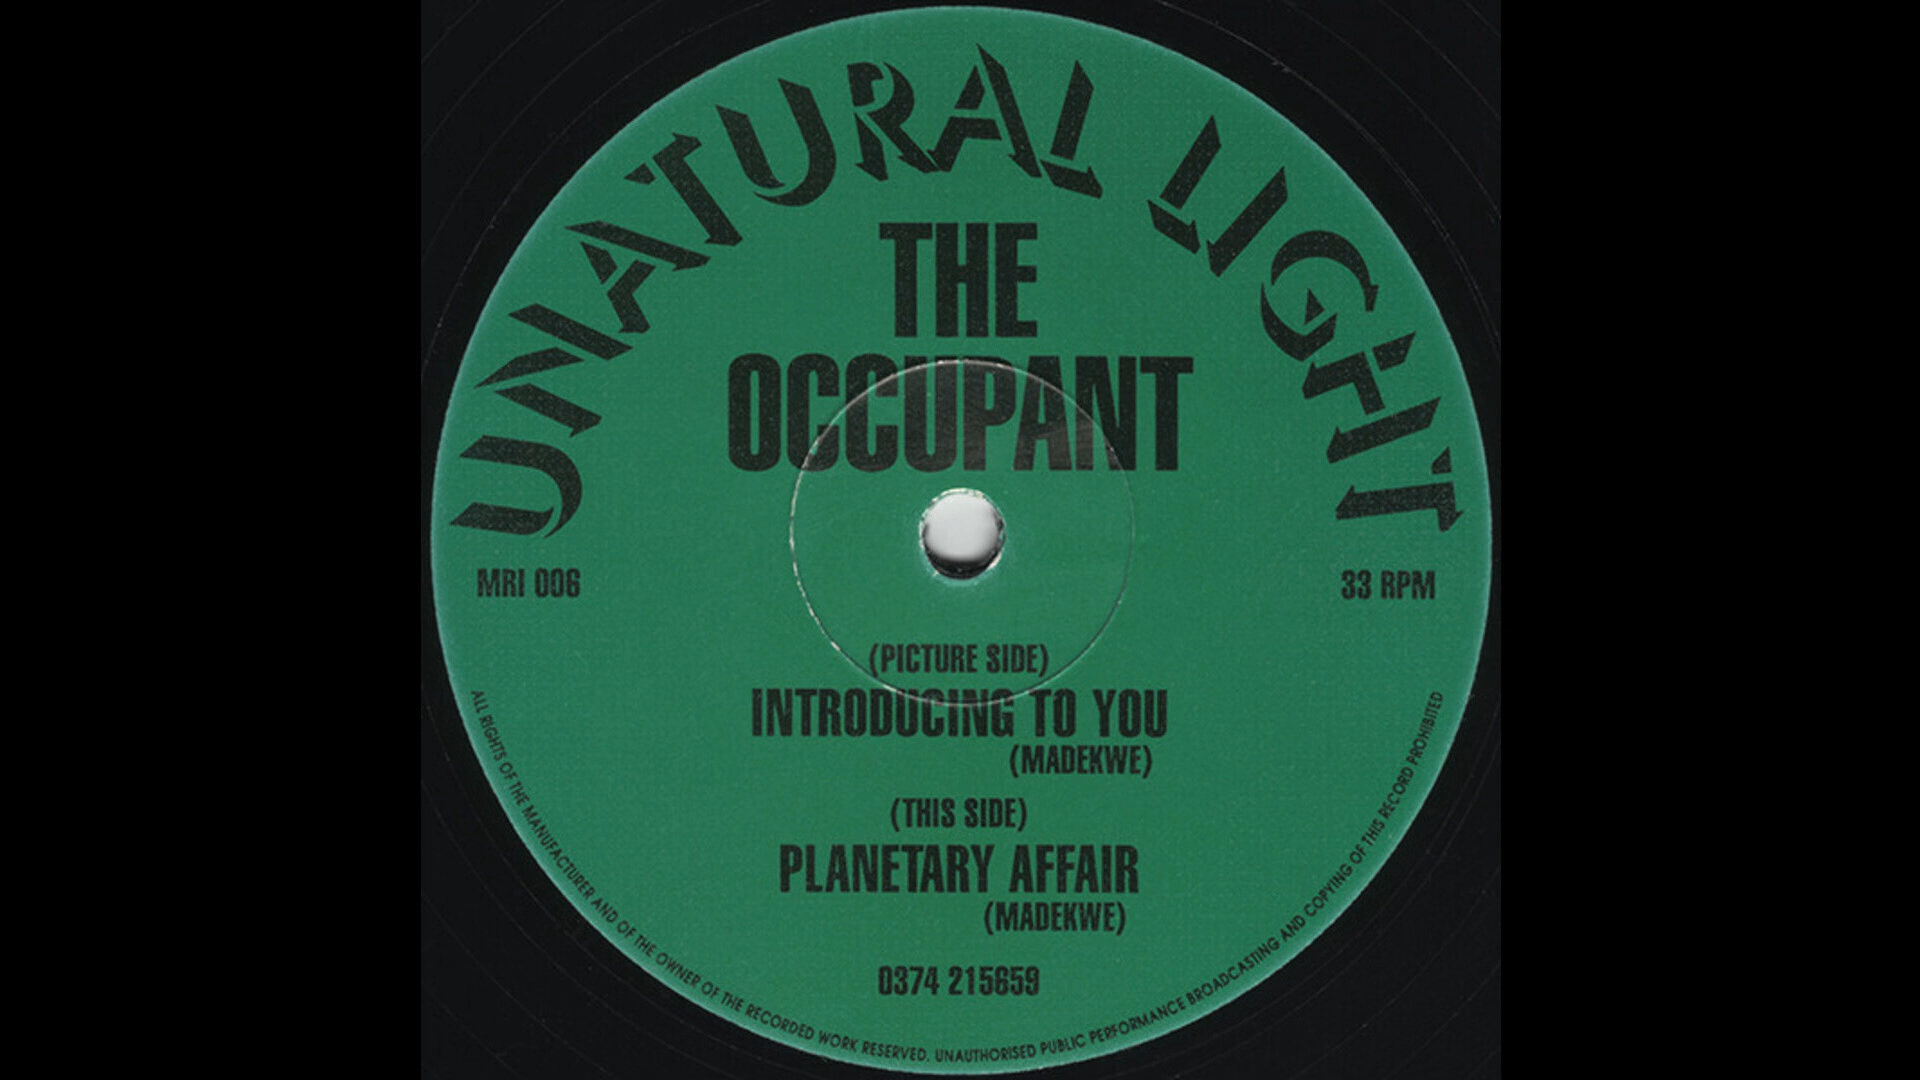 UNATURAL LIGHT
THE
OCCUPANT
MRI 006
33 RPM
(PICTURE SIDE)
INTRODUCING TO YOU
(MADEKWE)
(THIS SIDE)
PLANETARY AFFAIR
(MADEKWE)
0374 215659
ALL RIGHTS OF THE MANUFACTURER AND OF THE OWNER OF THE RECORDED WORK RESERVED. UNAUTHORISED PUBLIC PERFORMANCE BROADCASTING AND COPYING OF THIS RECORD PROHIBITED